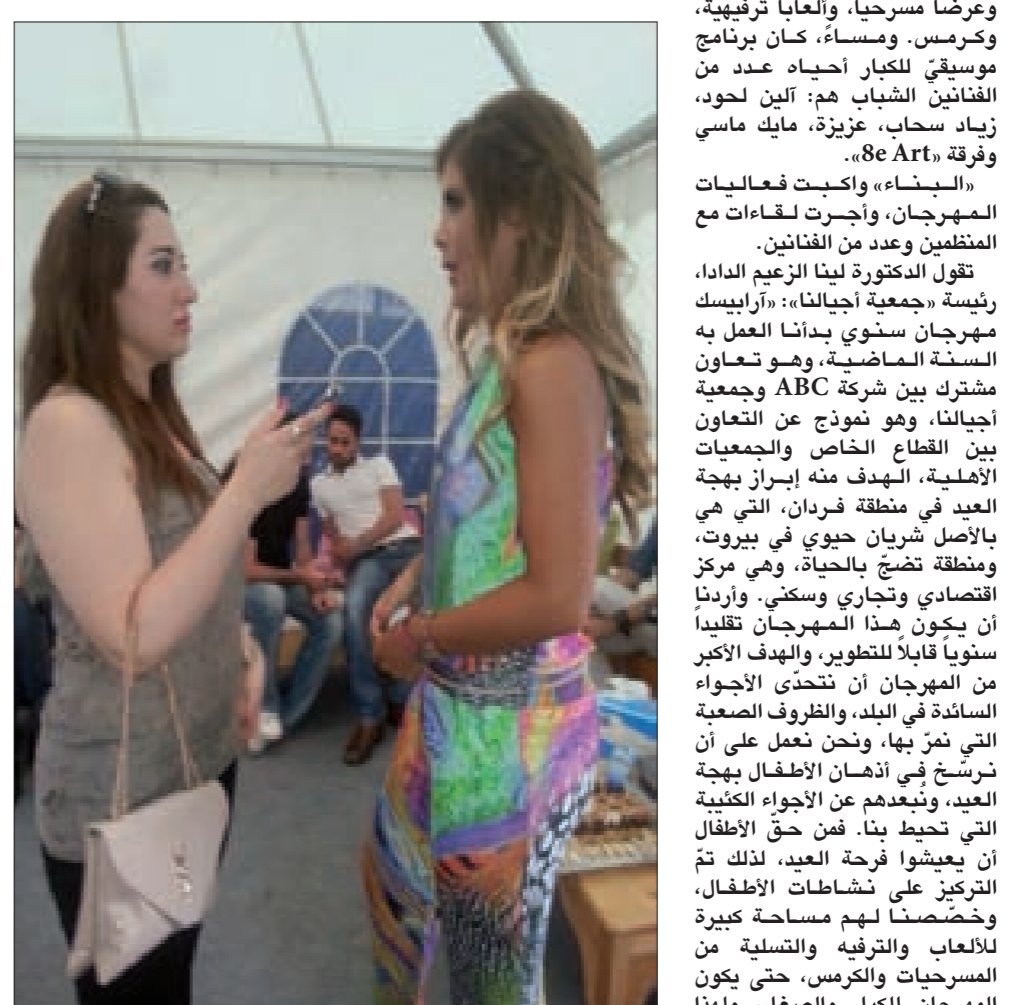 وعرضاً مسرحياً، وألعاباً ترفيهية،
وكرمس. ومساءً، كان برنامج
موسيقيّ للكبار أحياه عدد من
الفنانين الشباب هم: آلين لحود،
زياد سحاب، عزيزة، مايك ماسي
وفرقة «8e Art».
«البناء» واكبت فعاليات
المهرجان، وأجرت لقاءات مع
المنظمين وعدد من الفنانين.
تقول الدكتورة لينا الزعيم الدادا،
رئيسة «جمعية أجيالنا»: «آرابيسك
مهرجان سنوي بدأنا العمل به
السنة الماضية، وهو تعاون
مشترك بين شركة ABC وجمعية
أجيالنا، وهو نموذج عن التعاون
بين القطاع الخاص والجمعيات
الأهلية، الهدف منه إبراز بهجة
العيد في منطقة فردان، التي هي
بالأصل شريان حيوي في بيروت،
ومنطقة تضجّ بالحياة، وهي مركز
اقتصادي وتجاري وسكني. وأردنا
أن يكون هذا المهرجان تقليداً
سنوياً قابلاً للتطوير، والهدف الأكبر
من المهرجان أن نتحدّى الأجواء
السائدة في البلد، والظروف الصعبة
التي نمرّ بها، ونحن نعمل على أن
نرسّخ في أذهان الأطفال بهجة
العيد، ونُبعدهم عن الأجواء الكئيبة
التي تحيط بنا. فمن حقّ الأطفال
أن يعيشوا فرحة العيد، لذلك تمّ
التركيز على نشاطات الأطفال،
وخصّصنا لهم مساحة كبيرة
للألعاب والترفيه والتسلية من
المسرحيات والكرمس، حتى يكون
المهرجان للكبار والصغار، ولهذا